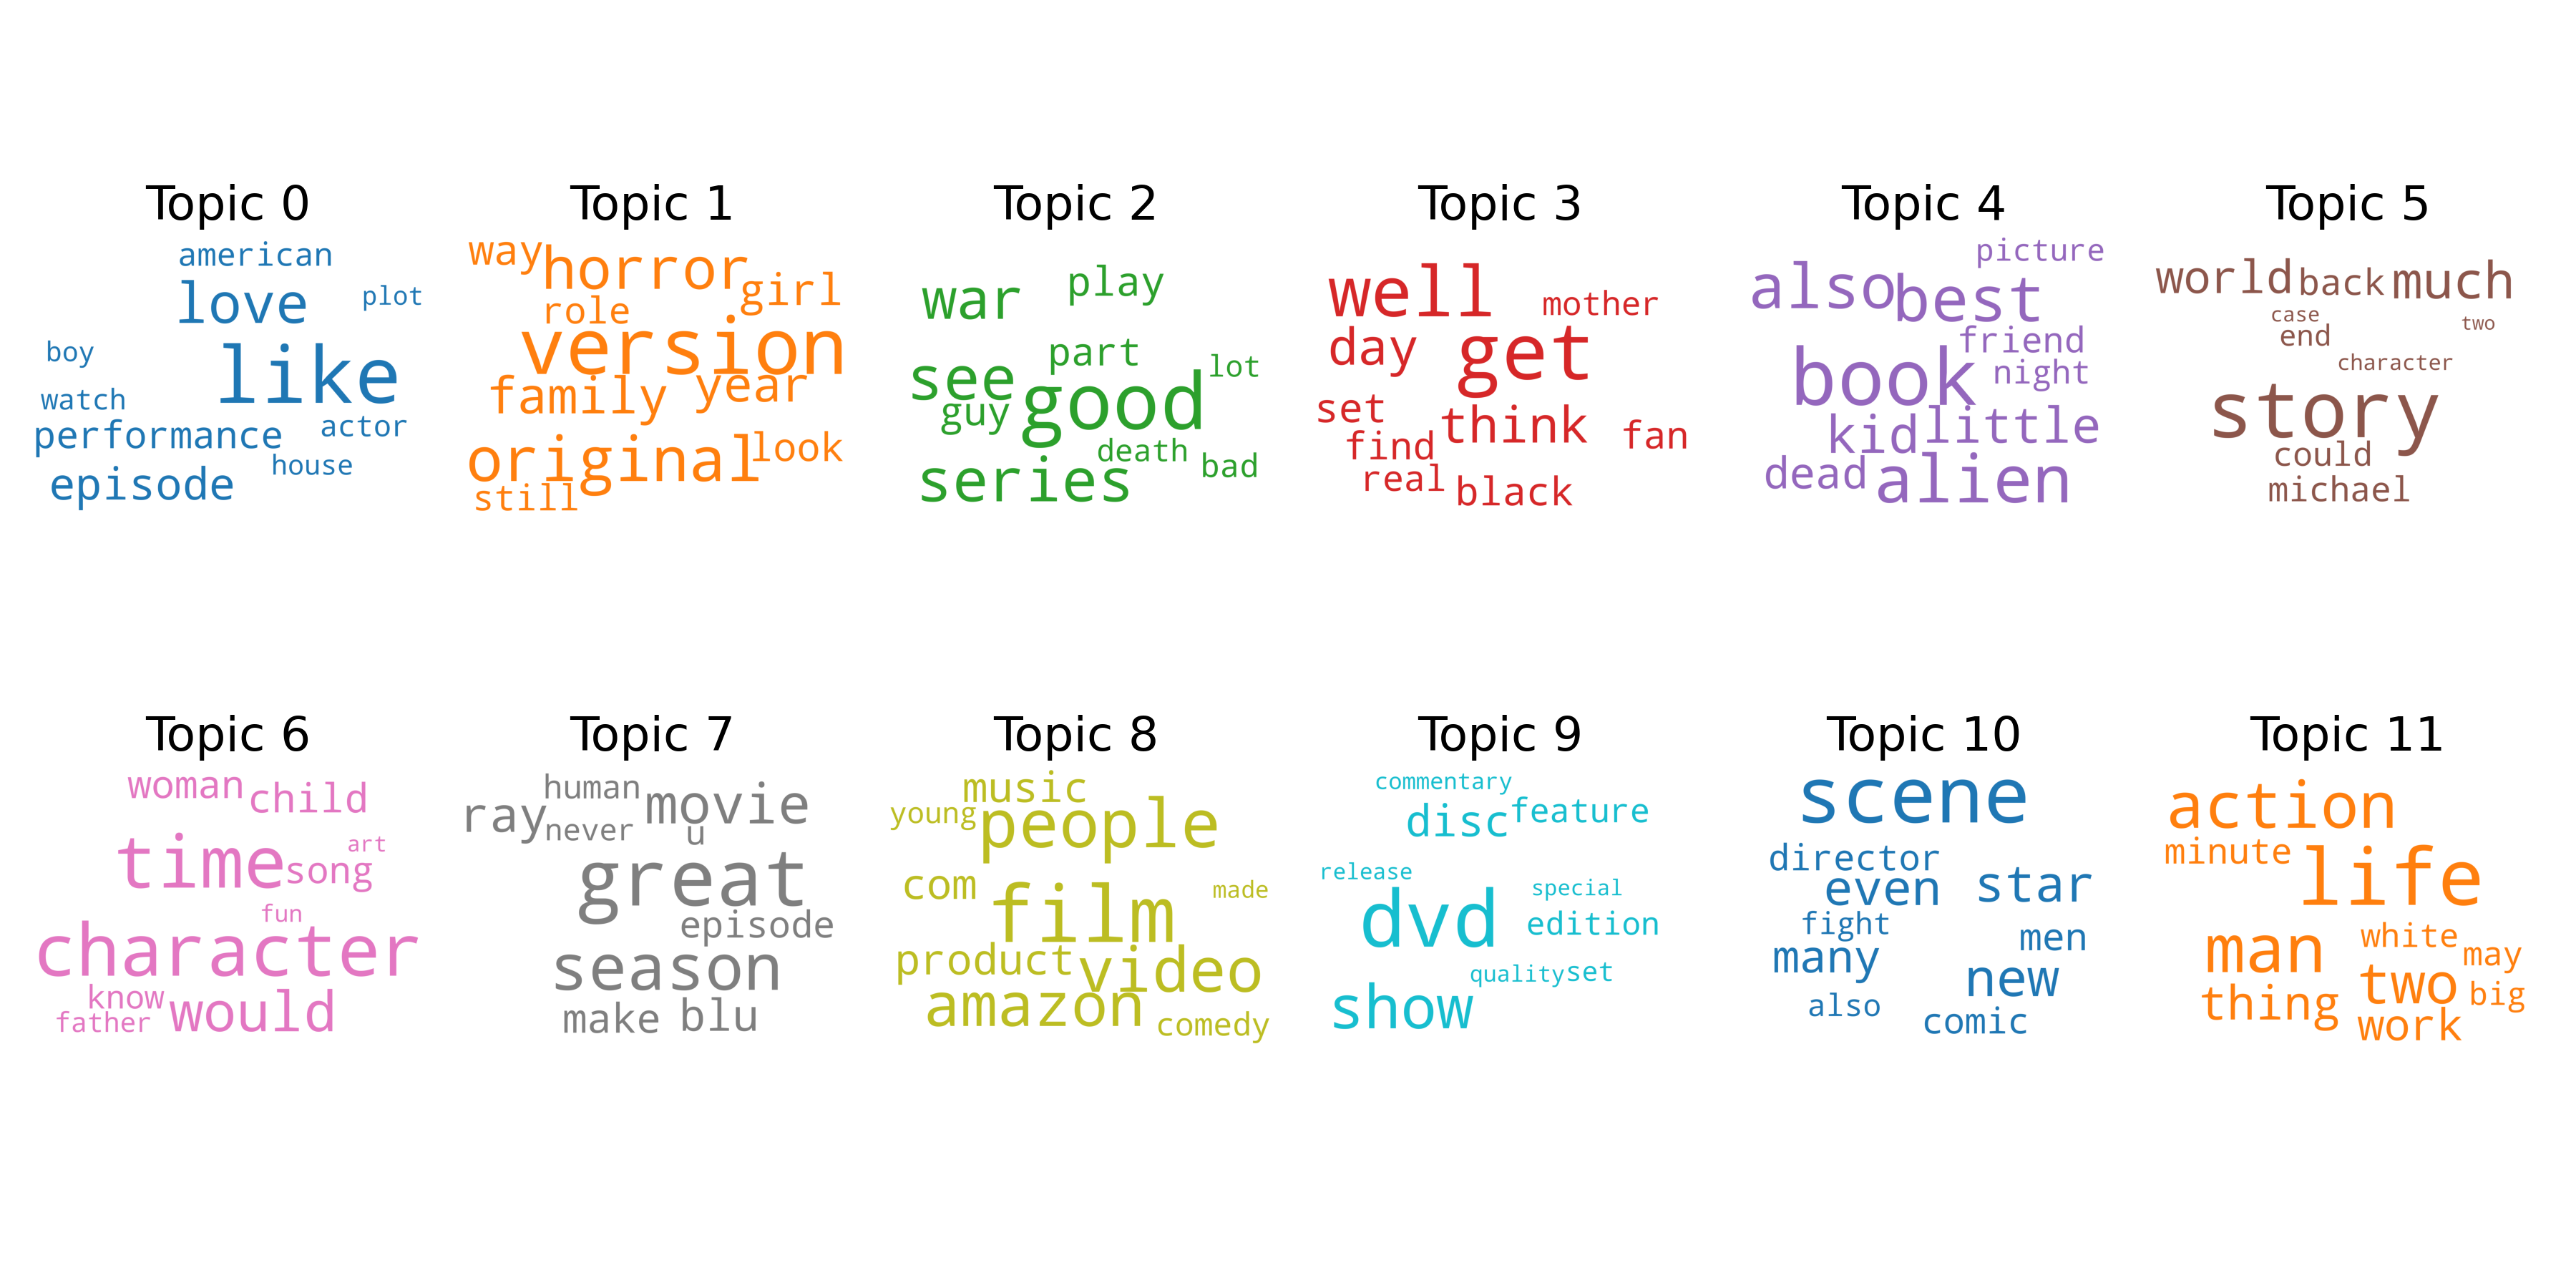 Topic 0
american
love
plot
like
boy
watch
actor
performance
house
episode
Topic 1
way
horror
girl
role
version
year
family
original
look
still
Topic 2
play
war
part
lot
see
good
guy
death
bad
series
Topic 3
well
mother
day
get
set
think
fan
find
real
black
Topic 4
picture
also
best
friend
night
book
kid
little
dead
alien
Topic 5
world
back
much
case
two
end
character
story
could
michael
Topic 6
woman
child
time
art
song
fun
character
know
would
father
Topic 7
human
movie
ray
never
u
great
episode
season
make
blu
Topic 8
music
young
people
com
made
film
product
video
amazon
comedy
Topic 9
commentary
disc
feature
release
special
dvd
edition
quality
set
show
Topic 10
scene
director
even
star
fight
men
many
new
also
comic
Topic 11
action
minute
life
man
white
may
two
big
thing
work